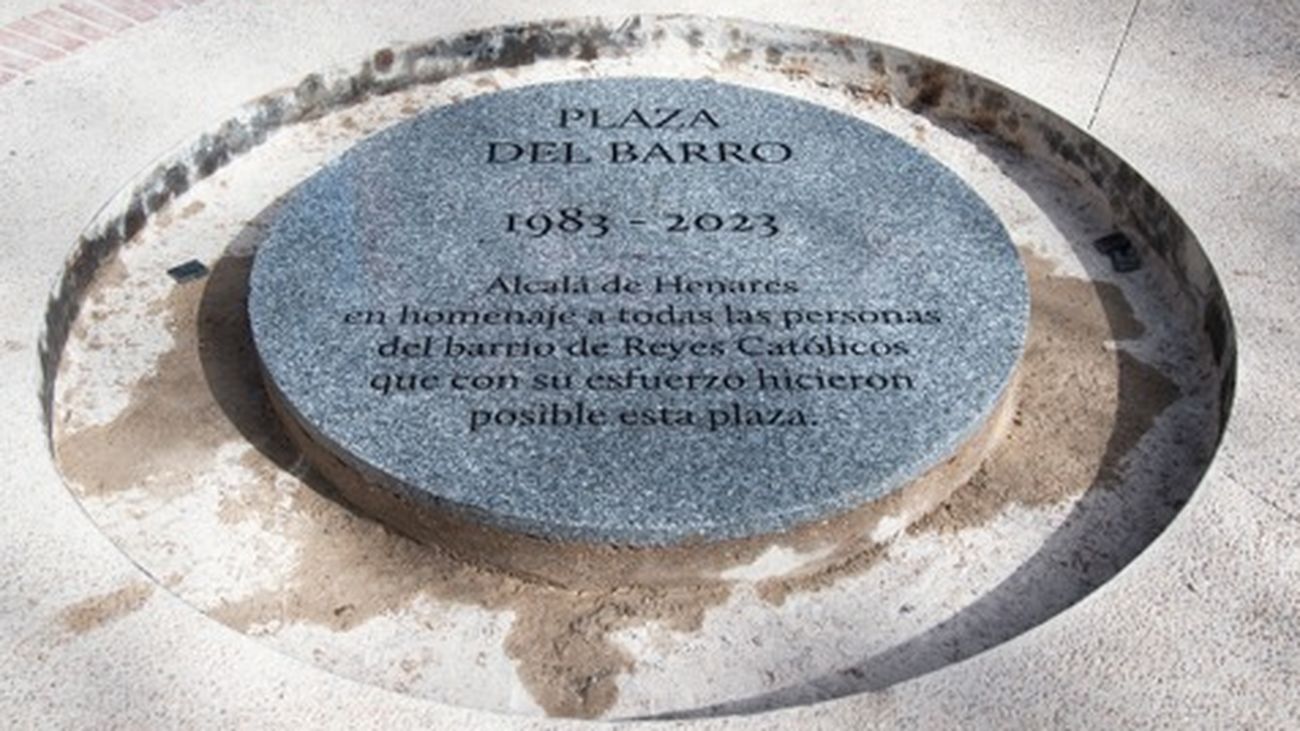 PLAZA
DEL BARRO
1983 - 2023
Alcalá de Henares
en homenaje a todas las personas
del barrio de Reyes Católicos
que con su esfuerzo hicieron
posible esta plaza.